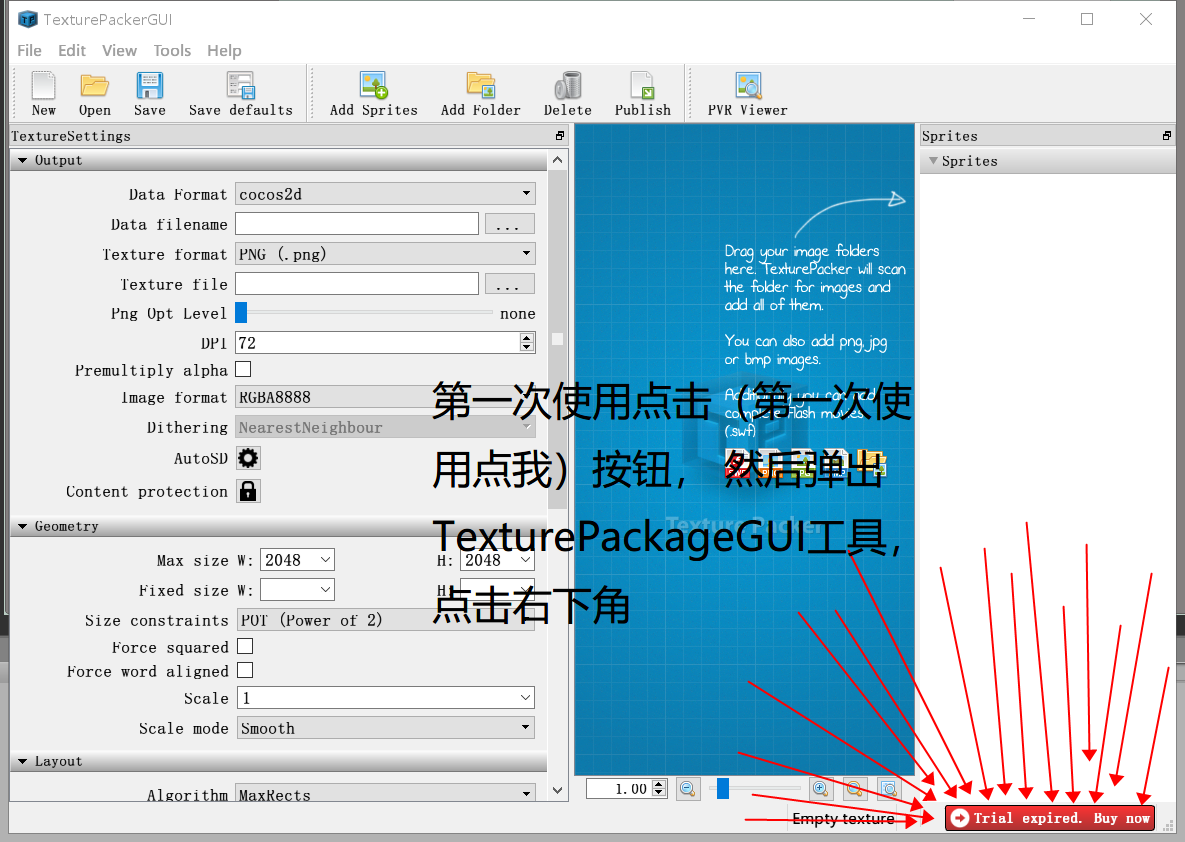 TexturePackerGUI
File Edit View Tools Help
New Open Save Save defaults Add Sprites Add Folder Delete Publish PVR Viewer
TextureSettings
Output
Data Format cocos2d
Data filename ...
Texture format PNG (.png)
Texture file ...
Png Opt Level none
DPI 72
Premultiply alpha
Image format RGBA8888
Dithering NearestNeighbour
AutoSD
Content protection
Geometry
Max size W: 2048 H: 2048
Fixed size W: H:
Size constraints POT (Power of 2)
Force squared
Force word aligned
Scale 1
Scale mode Smooth
Layout
Algorithm MaxRects
Drag your image folders
here. TexturePacker will scan
the folder for images and
add all of them.
You can also add png, jpg
or bmp images.
Additionally you can add
complete Flash movies
(.swf)
Texture Packer
第一次使用点击（第一次使
用点我）按钮，然后弹出
TexturePackageGUI工具，
点击右下角
1.00
Empty texture
Sprites
Sprites
Trial expired. Buy now